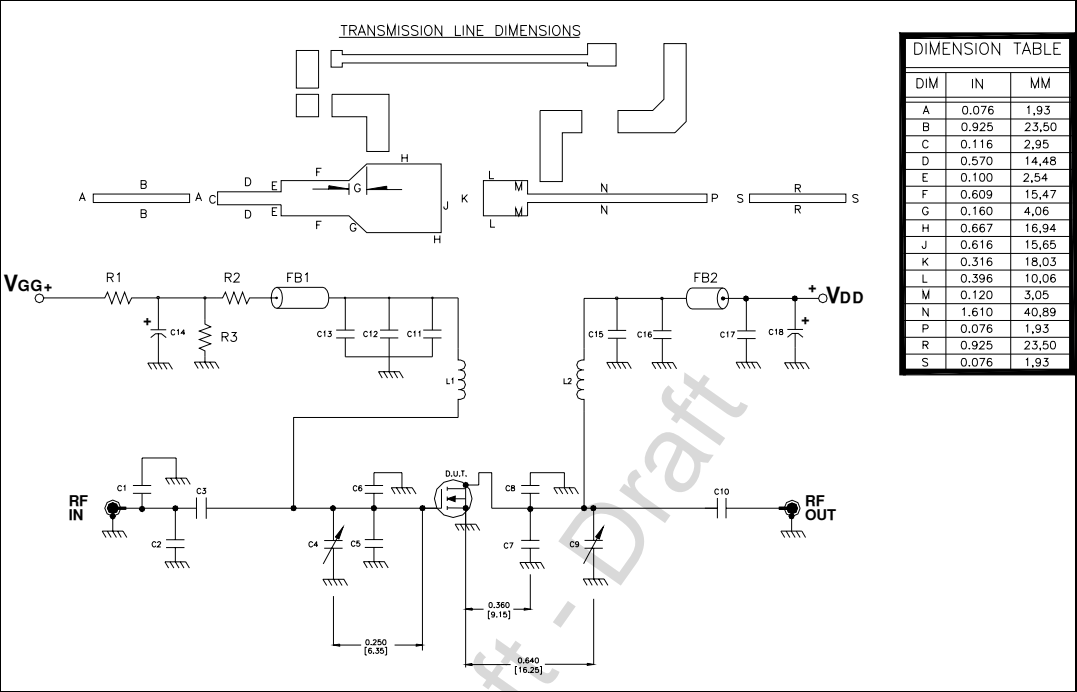 TRANSMISSION LINE DIMENSIONS
DIMENSION TABLE
DIM IN MM
A 0.076 1,93
B 0.925 23,50
C 0.116 2,95
D 0.570 14,48
E 0.100 2,54
F 0.609 15,47
G 0.160 4,06
H 0.667 16,94
J 0.616 15,65
K 0.316 18,03
L 0.396 10,06
M 0.120 3,05
N 1.610 40,89
P 0.076 1,93
R 0.925 23,50
S 0.076 1,93
H
F
G
L
B
D
E
M
N
R
A
A
C
J
K
P
S
S
B
D
E
F
G
H
L
M
N
R
VGG+
R1
R2
FB1
FB2
+
VDD
+
C14
R3
C13
C12
C11
C15
C16
C17
C18
+
L1
L2
D.U.T.
C1
C3
C6
C8
C10
RF
IN
RF
OUT
C2
C4
C5
C7
C9
0.360
[9.15]
0.250
[6.35]
0.640
[16.25]
ft - Draft